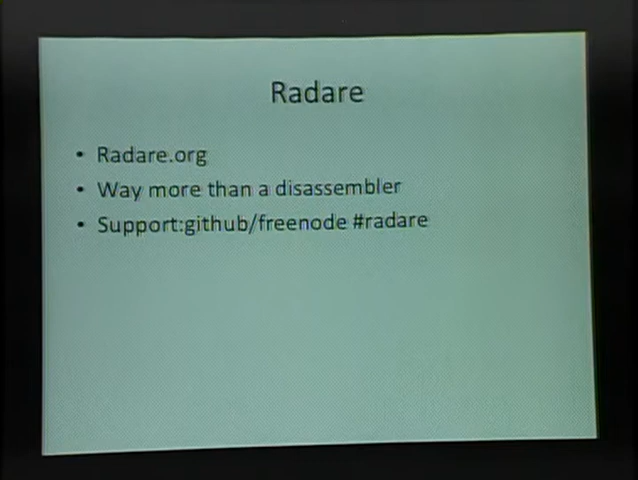 Radare
• Radare.org
• Way more than a disassembler
• Support:github/freenode #radare